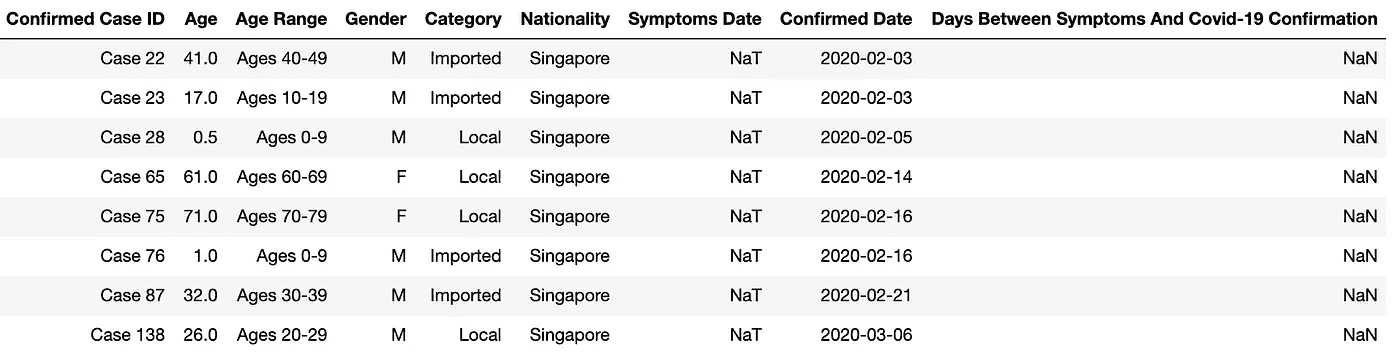 Confirmed Case ID Age Age Range Gender Category Nationality Symptoms Date Confirmed Date Days Between Symptoms And Covid-19 Confirmation
Case 22 41.0 Ages 40-49 M Imported Singapore NaT 2020-02-03 NaN
Case 23 17.0 Ages 10-19 M Imported Singapore NaT 2020-02-03 NaN
Case 28 0.5 Ages 0-9 M Local Singapore NaT 2020-02-05 NaN
Case 65 61.0 Ages 60-69 F Local Singapore NaT 2020-02-14 NaN
Case 75 71.0 Ages 70-79 F Local Singapore NaT 2020-02-16 NaN
Case 76 1.0 Ages 0-9 M Imported Singapore NaT 2020-02-16 NaN
Case 87 32.0 Ages 30-39 M Imported Singapore NaT 2020-02-21 NaN
Case 138 26.0 Ages 20-29 M Local Singapore NaT 2020-03-06 NaN